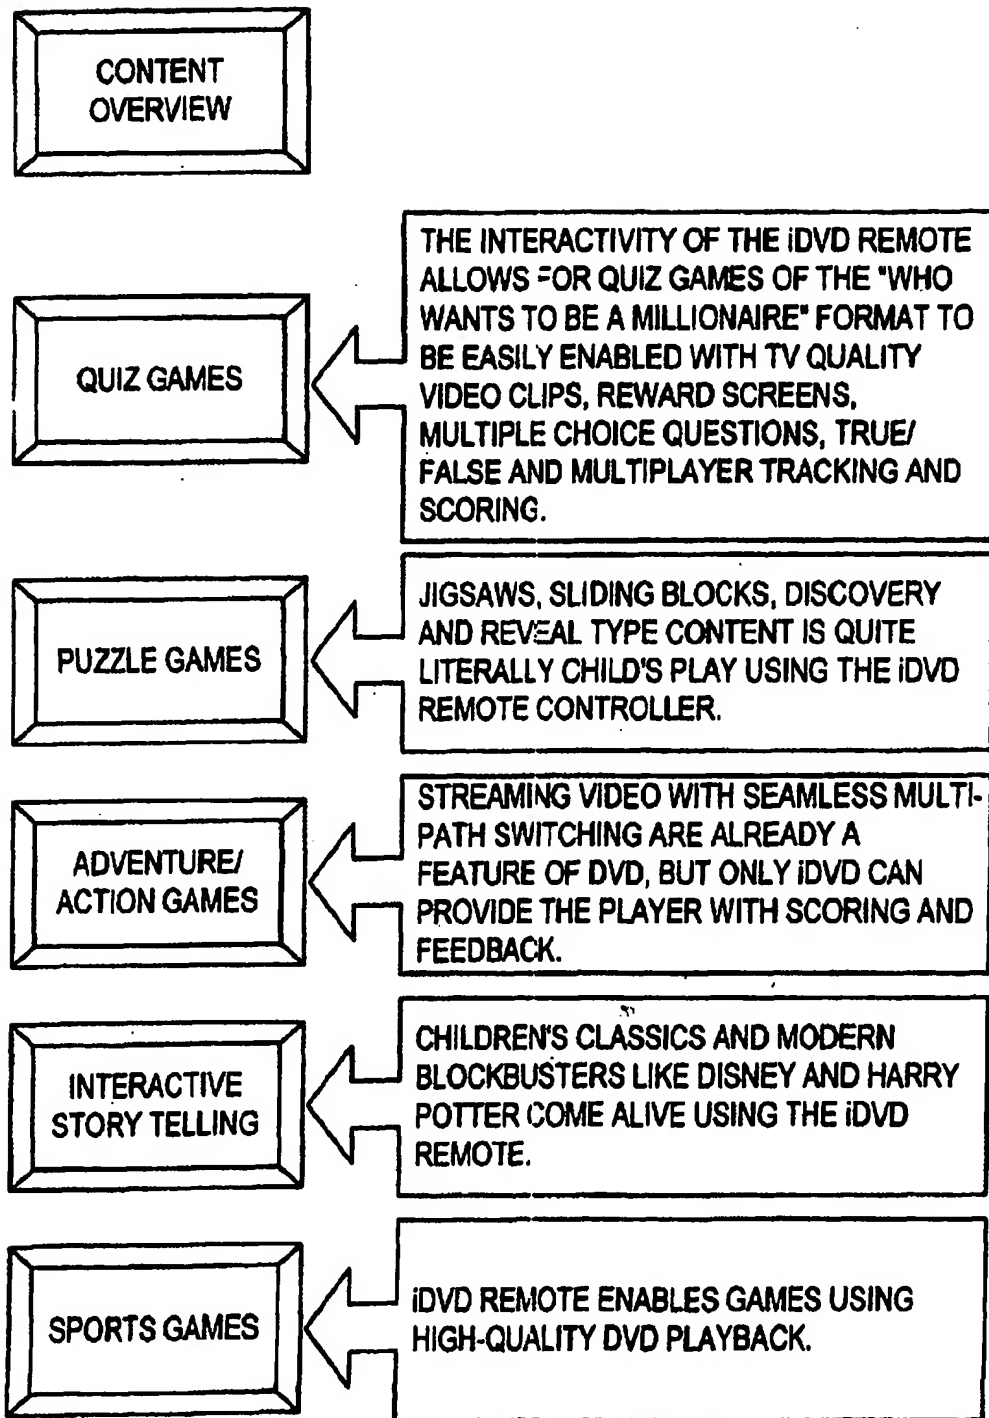 CONTENT
OVERVIEW
QUIZ GAMES
THE INTERACTIVITY OF THE iDVD REMOTE
ALLOWS FOR QUIZ GAMES OF THE "WHO
WANTS TO BE A MILLIONAIRE" FORMAT TO
BE EASILY ENABLED WITH TV QUALITY
VIDEO CLIPS, REWARD SCREENS,
MULTIPLE CHOICE QUESTIONS, TRUE/
FALSE AND MULTIPLAYER TRACKING AND
SCORING.
PUZZLE GAMES
JIGSAWS, SLIDING BLOCKS, DISCOVERY
AND REVEAL TYPE CONTENT IS QUITE
LITERALLY CHILD'S PLAY USING THE iDVD
REMOTE CONTROLLER.
ADVENTURE/
ACTION GAMES
STREAMING VIDEO WITH SEAMLESS MULTI-
PATH SWITCHING ARE ALREADY A
FEATURE OF DVD, BUT ONLY iDVD CAN
PROVIDE THE PLAYER WITH SCORING AND
FEEDBACK.
INTERACTIVE
STORY TELLING
CHILDREN'S CLASSICS AND MODERN
BLOCKBUSTERS LIKE DISNEY AND HARRY
POTTER COME ALIVE USING THE iDVD
REMOTE.
SPORTS GAMES
iDVD REMOTE ENABLES GAMES USING
HIGH-QUALITY DVD PLAYBACK.